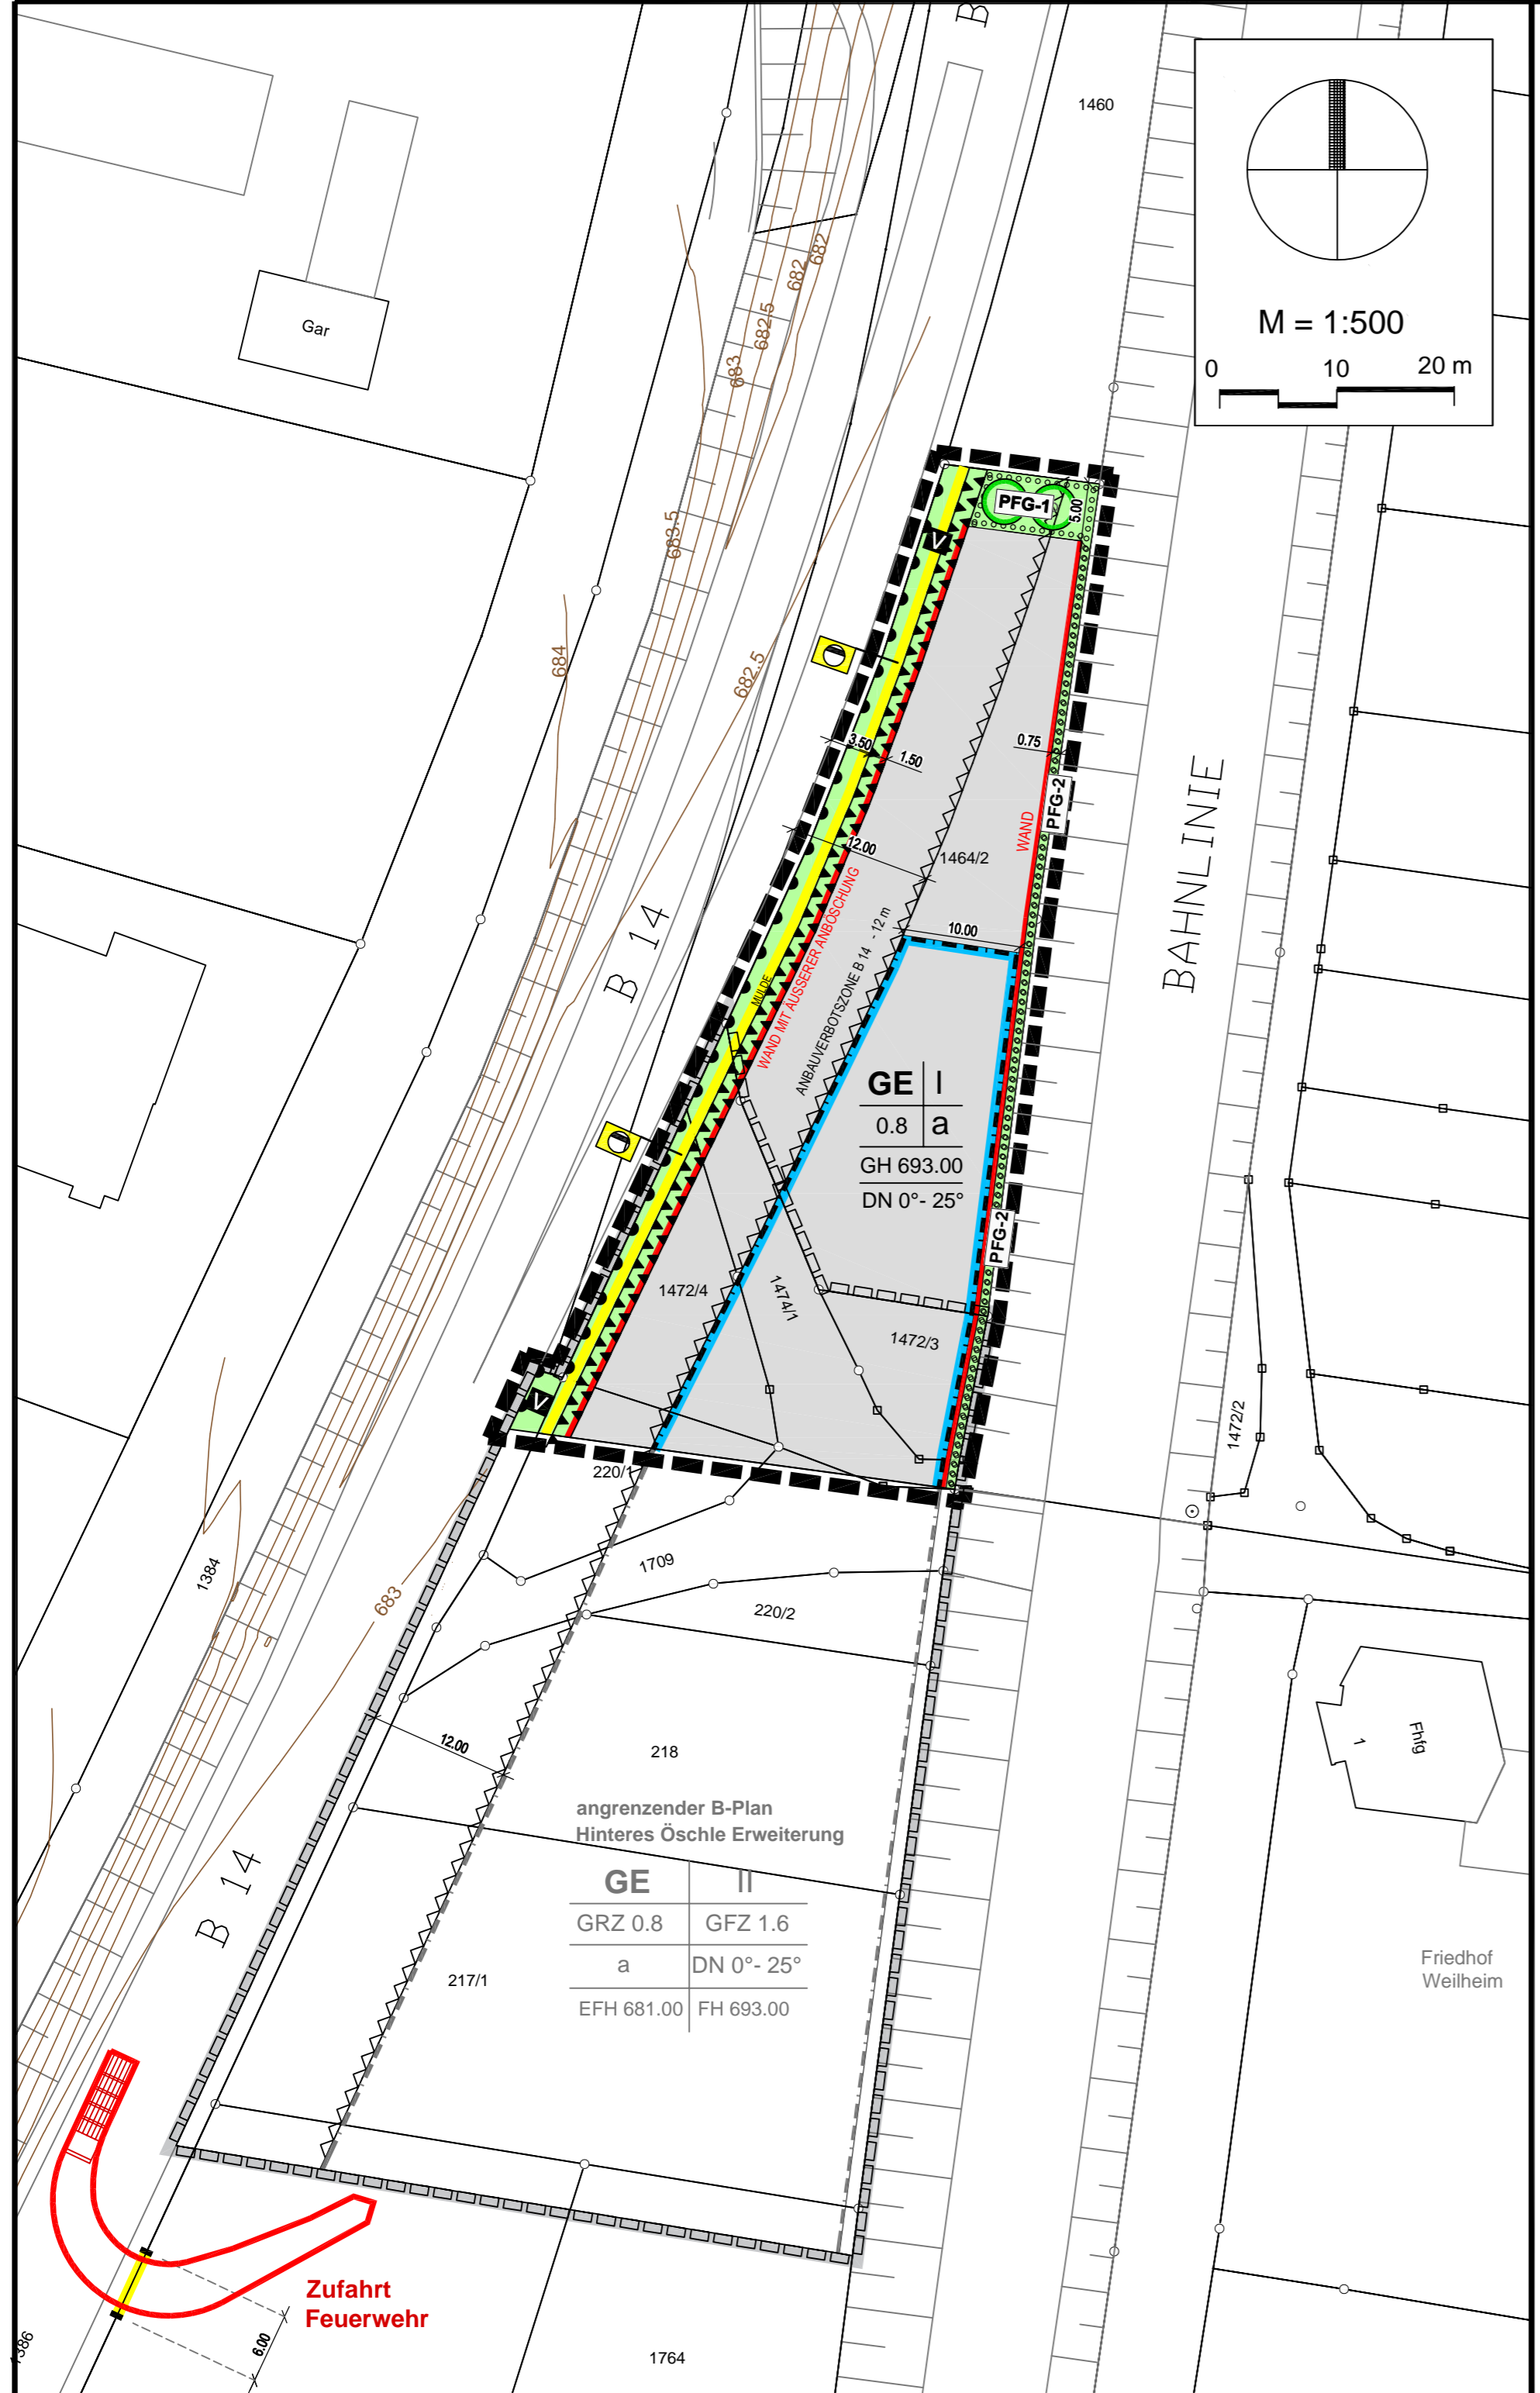 B
1460
M = 1:500
0 10 20 m
Gar
682
682
682.5
683
683.5
684
682.5
PFG-1
5.00
V
3.50
1.50
0.75
PFG-2
WAND
12.00
1464/2
BAHNLINIE
B 14
WAND MIT ÄUSSERER ANBÖSCHUNG
MULDE
ANBAUVERBOTSZONE B 14 - 12 m
10.00
GE I
0.8 a
GH 693.00
DN 0°- 25°
PFG-2
1472/4
1474/1
1472/3
V
1472/2
220/1
1709
220/2
1384
683
12.00
218
Fhfg
1
angrenzender B-Plan
Hinteres Öschle Erweiterung
GE II
GRZ 0.8 GFZ 1.6
a DN 0°- 25°
EFH 681.00 FH 693.00
B 14
217/1
Friedhof
Weilheim
Zufahrt
Feuerwehr
6.00
1386
1764